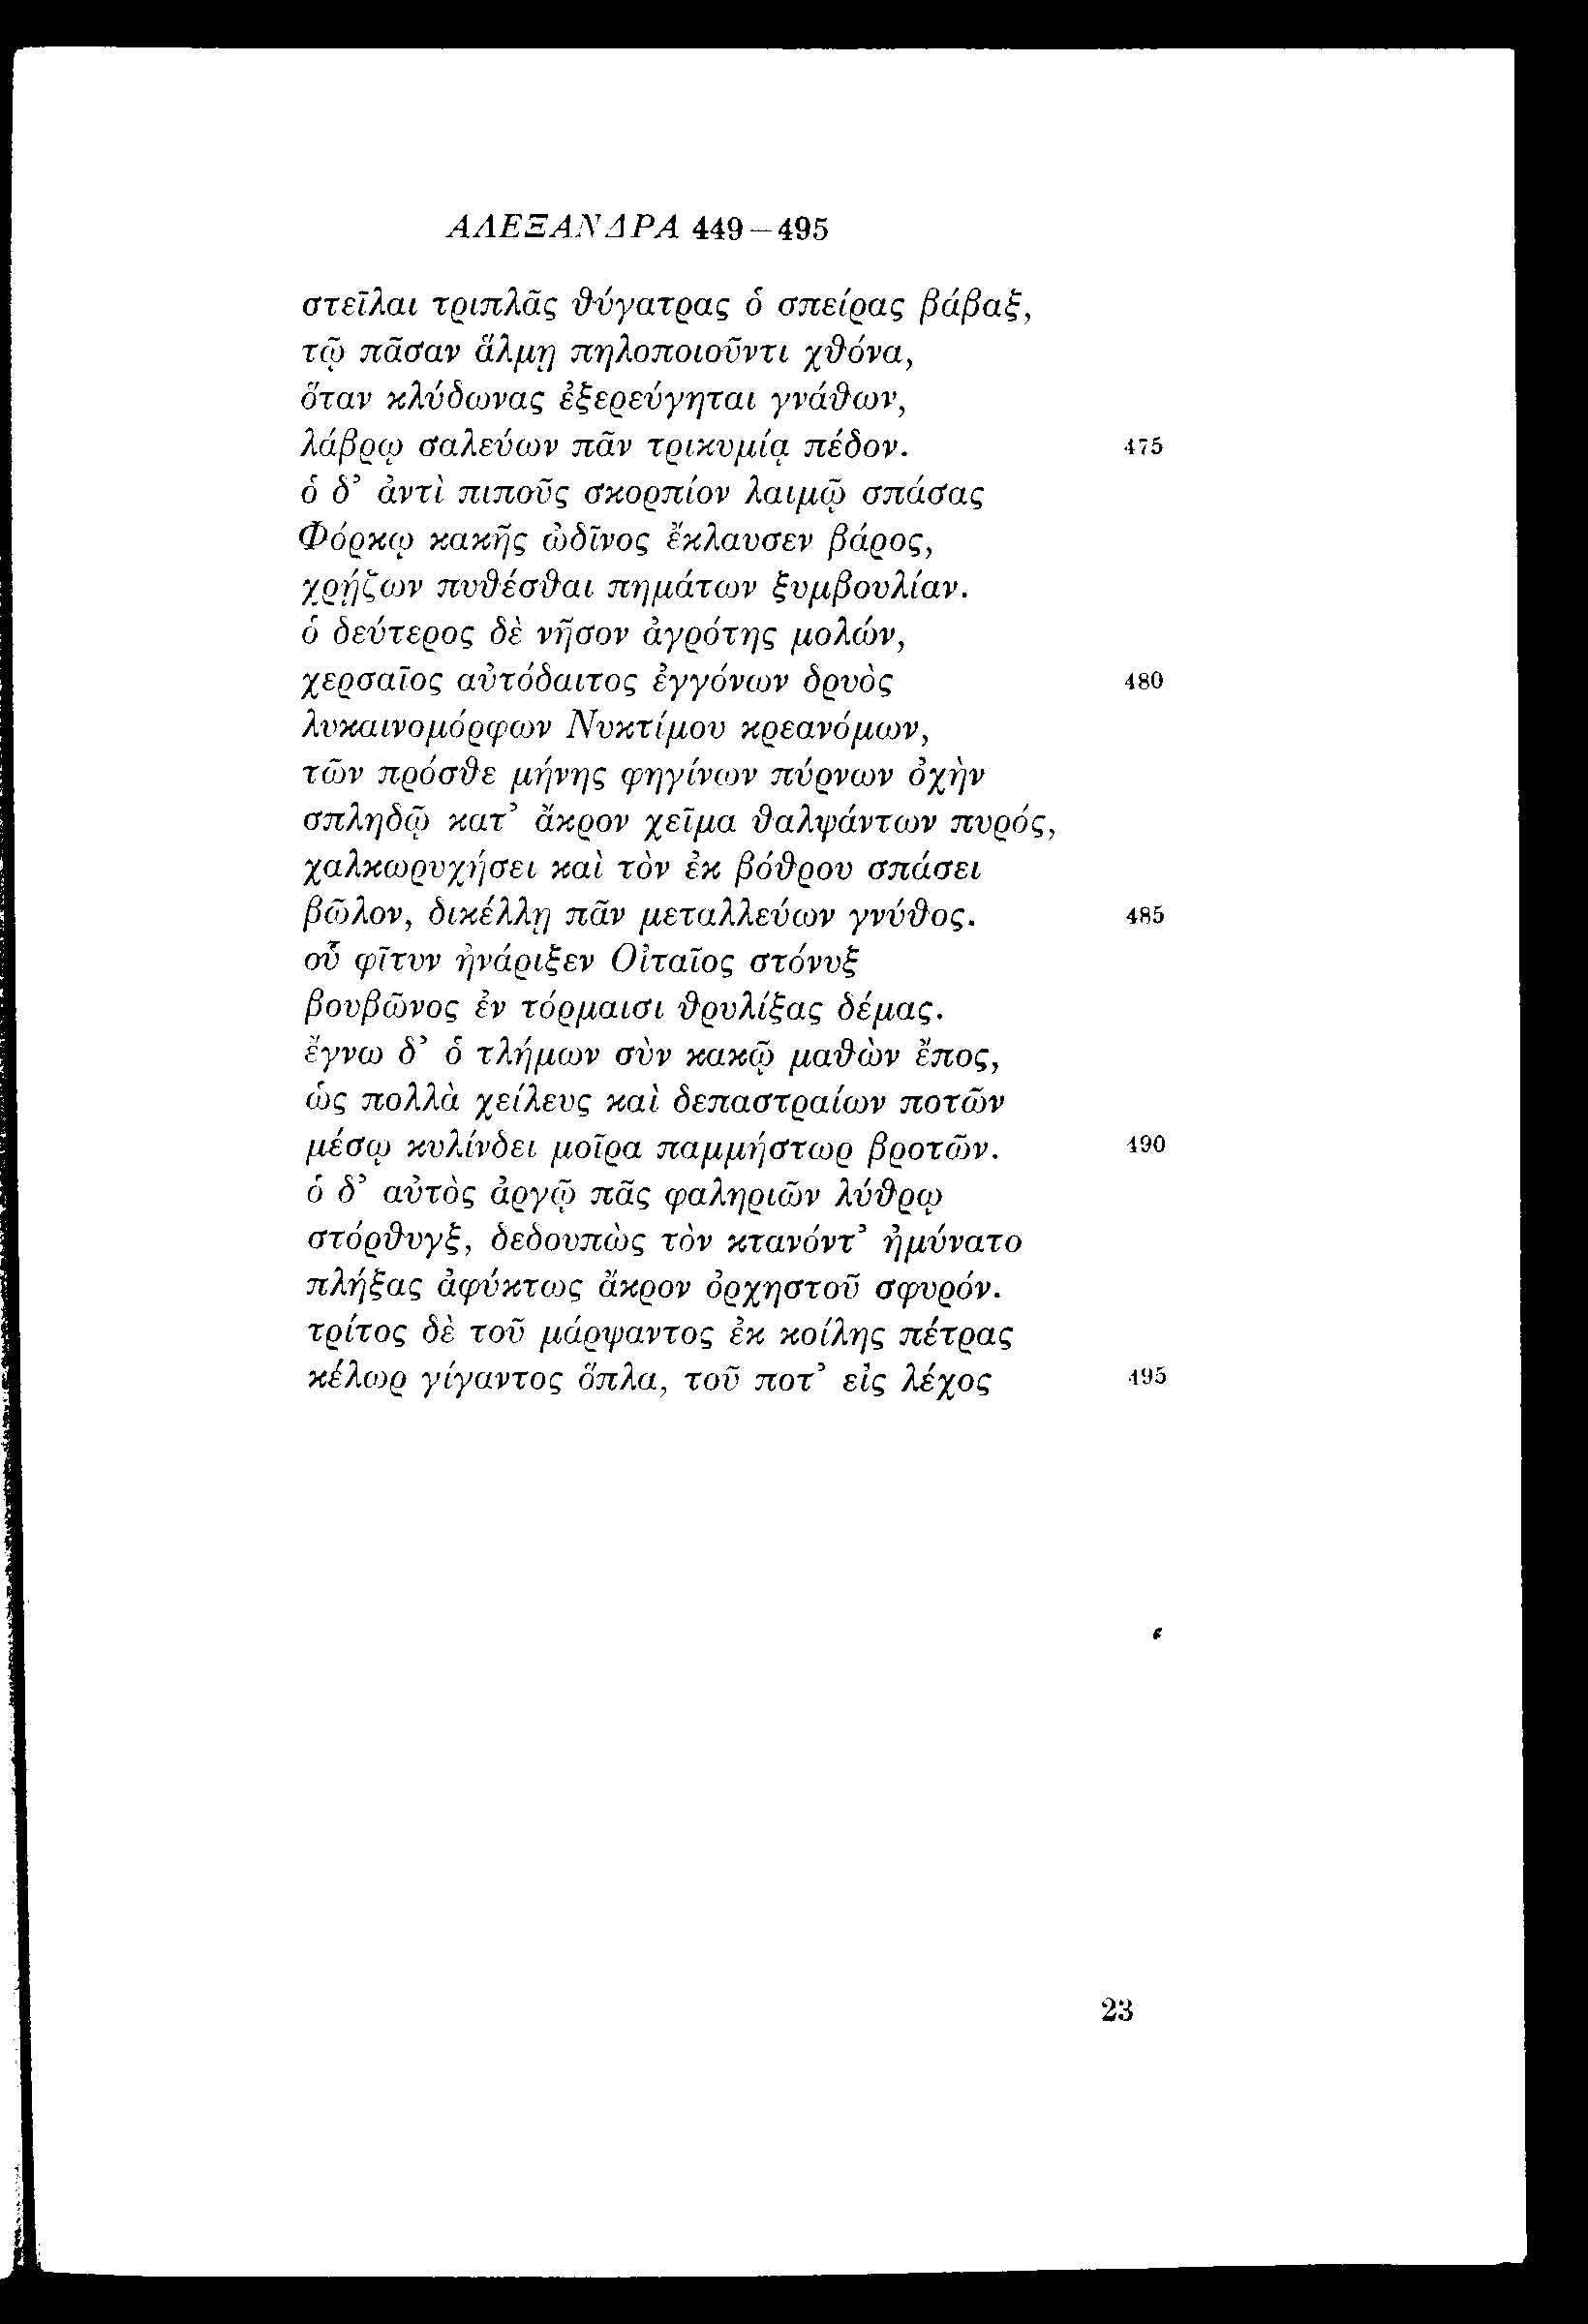 ΑΛΕΞΑΝΔΡΑ 449–495
στεῖλαι τριπλᾶς θύγατρας ὁ σπείρας βάβαξ,
τῷ πᾶσαν ἅλμῃ πηλοποιοῦντι χθόνα,
ὅταν κλύδωνας ἐξερεύγηται γνάθων,
λάβρῳ σαλεύων πᾶν τρικυμίᾳ πέδον. 475
ὁ δ’ ἀντὶ πιποῦς σκορπίον λαιμῷ σπάσας
Φόρκῳ κακῆς ὠδῖνος ἔκλαυσεν βάρος,
χρῄζων πυθέσθαι πημάτων ξυμβουλίαν.
ὁ δεύτερος δὲ νῆσον ἀγρότης μολών,
χερσαῖος αὐτόδαιτος ἐγγόνων δρυὸς 480
λυκαινομόρφων Νυκτίμου κρεανόμων,
τῶν πρόσθε μήνης φηγίνων πύρνων ὀχὴν
σπληδῷ κατ’ ἄκρον χεῖμα θαλψάντων πυρός,
χαλκωρυχήσει καὶ τὸν ἐκ βόθρου σπάσει
βῶλον, δικέλλῃ πᾶν μεταλλεύων γνύθος. 485
οὗ φῖτυν ἠνάριξεν Οἰταῖος στόνυξ
βουβῶνος ἐν τόρμαισι θρυλίξας δέμας.
ἔγνω δ’ ὁ τλήμων σὺν κακῷ μαθὼν ἔπος,
ὡς πολλὰ χείλευς καὶ δεπαστραίων ποτῶν
μέσῳ κυλίνδει μοῖρα παμμήστωρ βροτῶν. 490
ὁ δ’ αὐτὸς ἀργῷ πᾶς φαληριῶν λύθρῳ
στόρθυγξ, δεδουπὼς τὸν κτανόντ’ ἠμύνατο
πλήξας ἀφύκτως ἄκρον ὀρχηστοῦ σφυρόν.
τρίτος δὲ τοῦ μάρψαντος ἐκ κοίλης πέτρας
κέλωρ γίγαντος ὅπλα, τοῦ ποτ’ εἰς λέχος 495
23